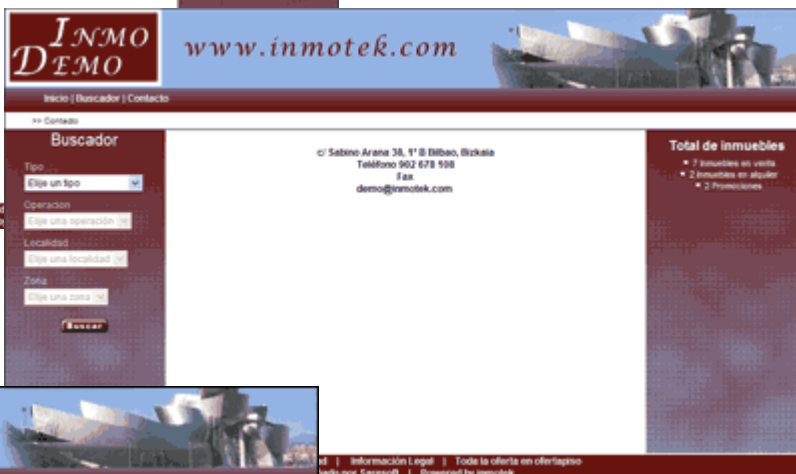 INMO
DEMO
www.inmotek.com
Inicio | Buscador | Contacto
>> Contacto
Buscador
Tipo
Elije un tipo
Operacion
Elije una operación
Localidad
Elije una localidad
Zona
Elije una zona
Buscar
c/ Sabino Arana 38, 1º B Bilbao, Bizkaia
Teléfono 902 678 908
Fax
demo@inmotek.com
Total de inmuebles
7 Inmuebles en venta
2 Inmuebles en alquiler
2 Promociones
| Información Legal | Toda la oferta en ofertapiso
por Sarasoft | Powered by inmotek